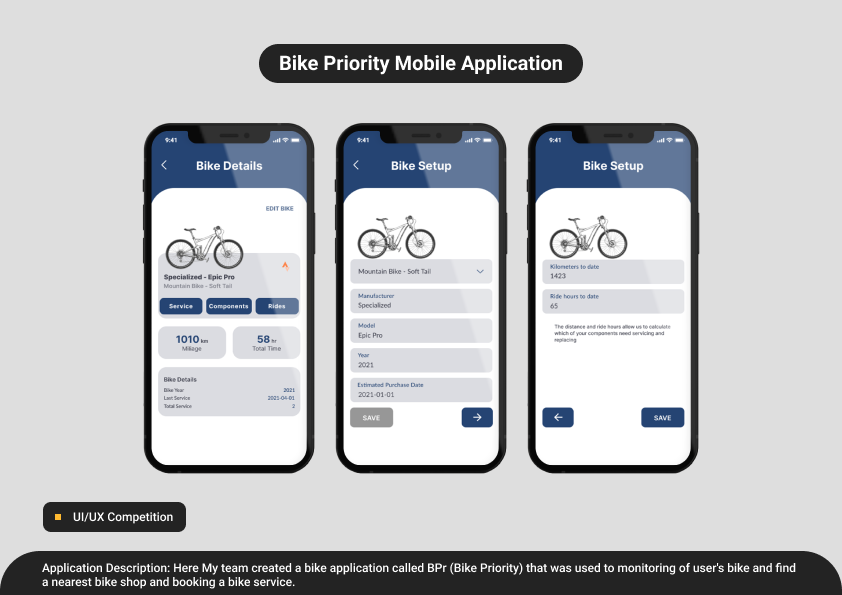 Bike Priority Mobile Application
9:41
Bike Details
EDIT BIKE
Specialized - Epic Pro
Mountain Bike - Soft Tail
Service
Components
Rides
1010 km
Milage
58 hr
Total Time
Bike Details
Bike Year 2021
Last Service 2021-04-01
Total Service 2
9:41
Bike Setup
Mountain Bike - Soft Tail
Manufacturer
Specialized
Model
Epic Pro
Year
2021
Estimated Purchase Date
2021-01-01
SAVE
9:41
Bike Setup
Kilometers to date
1423
Ride hours to date
65
The distance and ride hours allow us to calculate
which of your components need servicing and
replacing
SAVE
UI/UX Competition
Application Description: Here My team created a bike application called BPr (Bike Priority) that was used to monitoring of user's bike and find
a nearest bike shop and booking a bike service.